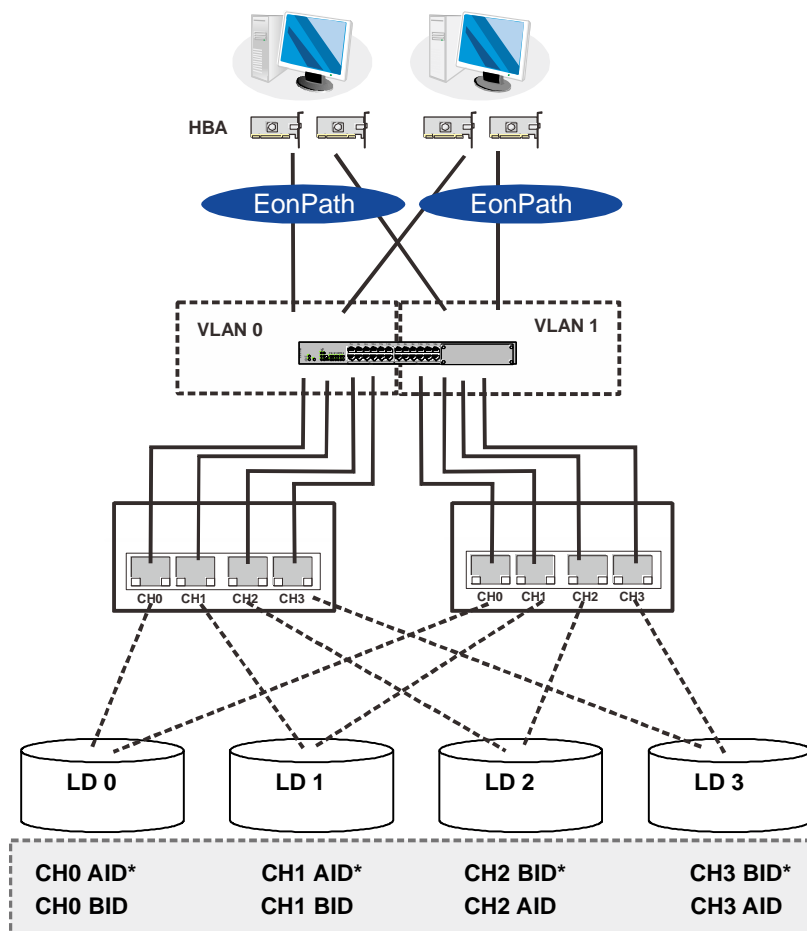 HBA
EonPath EonPath
VLAN 0 VLAN 1
CH0 CH1 CH2 CH3 CH0 CH1 CH2 CH3
LD 0 LD 1 LD 2 LD 3
CH0 AID* CH1 AID* CH2 BID* CH3 BID*
CH0 BID CH1 BID CH2 AID CH3 AID